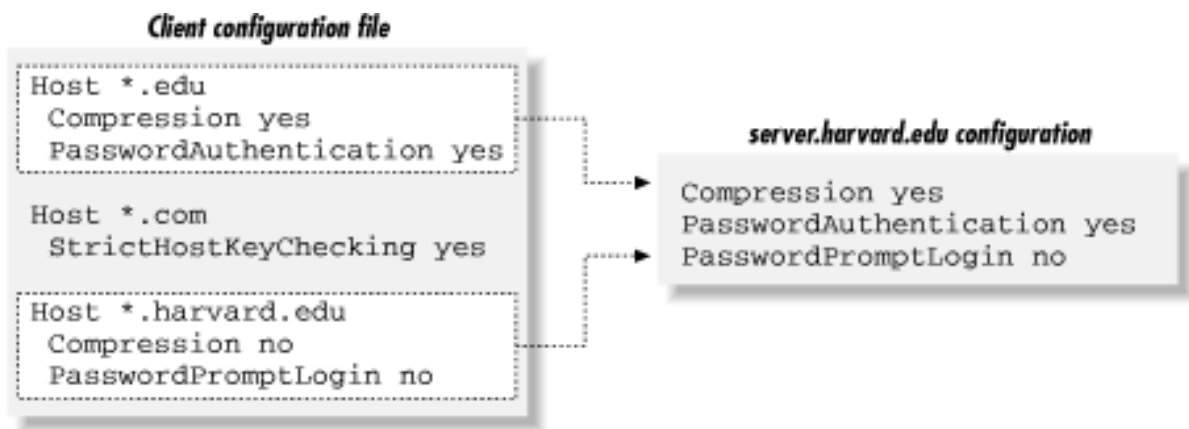 Client configuration file
Host *.edu
Compression yes
PasswordAuthentication yes
Host *.com
StrictHostKeyChecking yes
Host *.harvard.edu
Compression no
PasswordPromptLogin no
server.harvard.edu configuration
Compression yes
PasswordAuthentication yes
PasswordPromptLogin no